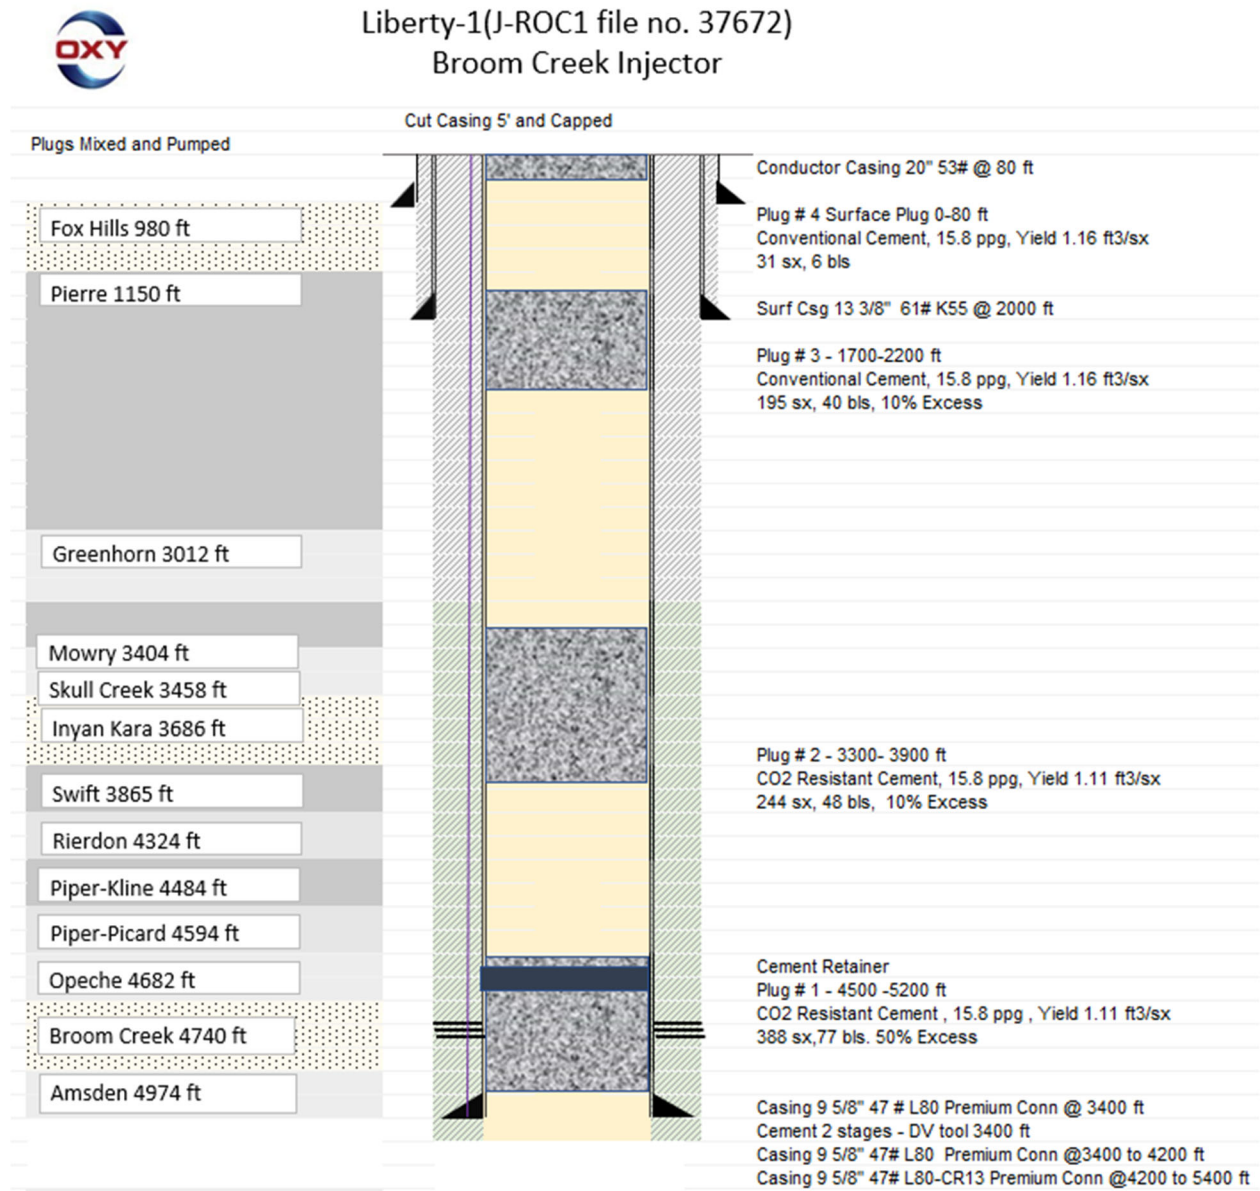 OXY
Liberty-1(J-ROC1 file no. 37672)
Broom Creek Injector
Cut Casing 5' and Capped
Plugs Mixed and Pumped
Fox Hills 980 ft
Pierre 1150 ft
Greenhorn 3012 ft
Mowry 3404 ft
Skull Creek 3458 ft
Inyan Kara 3686 ft
Swift 3865 ft
Rierdon 4324 ft
Piper-Kline 4484 ft
Piper-Picard 4594 ft
Opeche 4682 ft
Broom Creek 4740 ft
Amsden 4974 ft
Conductor Casing 20" 53# @ 80 ft
Plug # 4 Surface Plug 0-80 ft
Conventional Cement, 15.8 ppg, Yield 1.16 ft3/sx
31 sx, 6 bls
Surf Csg 13 3/8" 61# K55 @ 2000 ft
Plug # 3 - 1700-2200 ft
Conventional Cement, 15.8 ppg, Yield 1.16 ft3/sx
195 sx, 40 bls, 10% Excess
Plug # 2 - 3300- 3900 ft
CO2 Resistant Cement, 15.8 ppg, Yield 1.11 ft3/sx
244 sx, 48 bls, 10% Excess
Cement Retainer
Plug # 1 - 4500 -5200 ft
CO2 Resistant Cement , 15.8 ppg , Yield 1.11 ft3/sx
388 sx,77 bls. 50% Excess
Casing 9 5/8" 47 # L80 Premium Conn @ 3400 ft
Cement 2 stages - DV tool 3400 ft
Casing 9 5/8" 47# L80 Premium Conn @3400 to 4200 ft
Casing 9 5/8" 47# L80-CR13 Premium Conn @4200 to 5400 ft